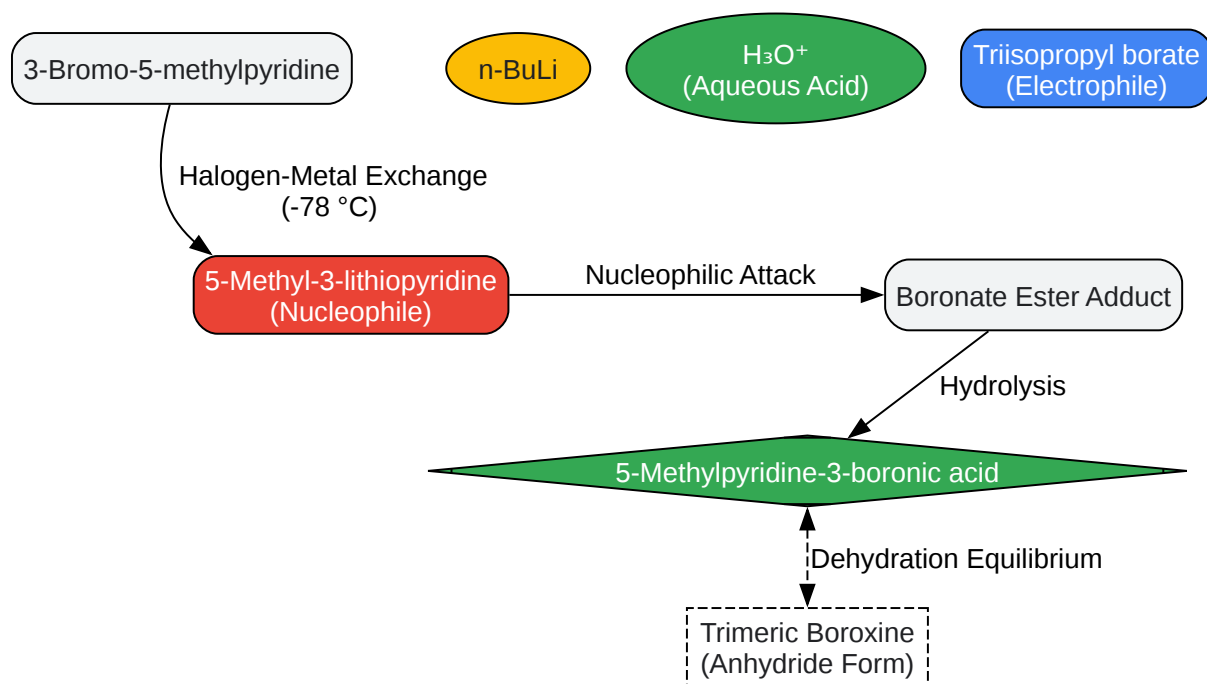 3-Bromo-5-methylpyridine
n-BuLi
H₃O⁺
(Aqueous Acid)
Triisopropyl borate
(Electrophile)
Halogen-Metal Exchange
(-78 °C)
5-Methyl-3-lithiopyridine
(Nucleophile)
Nucleophilic Attack
Boronate Ester Adduct
Hydrolysis
5-Methylpyridine-3-boronic acid
Dehydration Equilibrium
Trimeric Boroxine
(Anhydride Form)